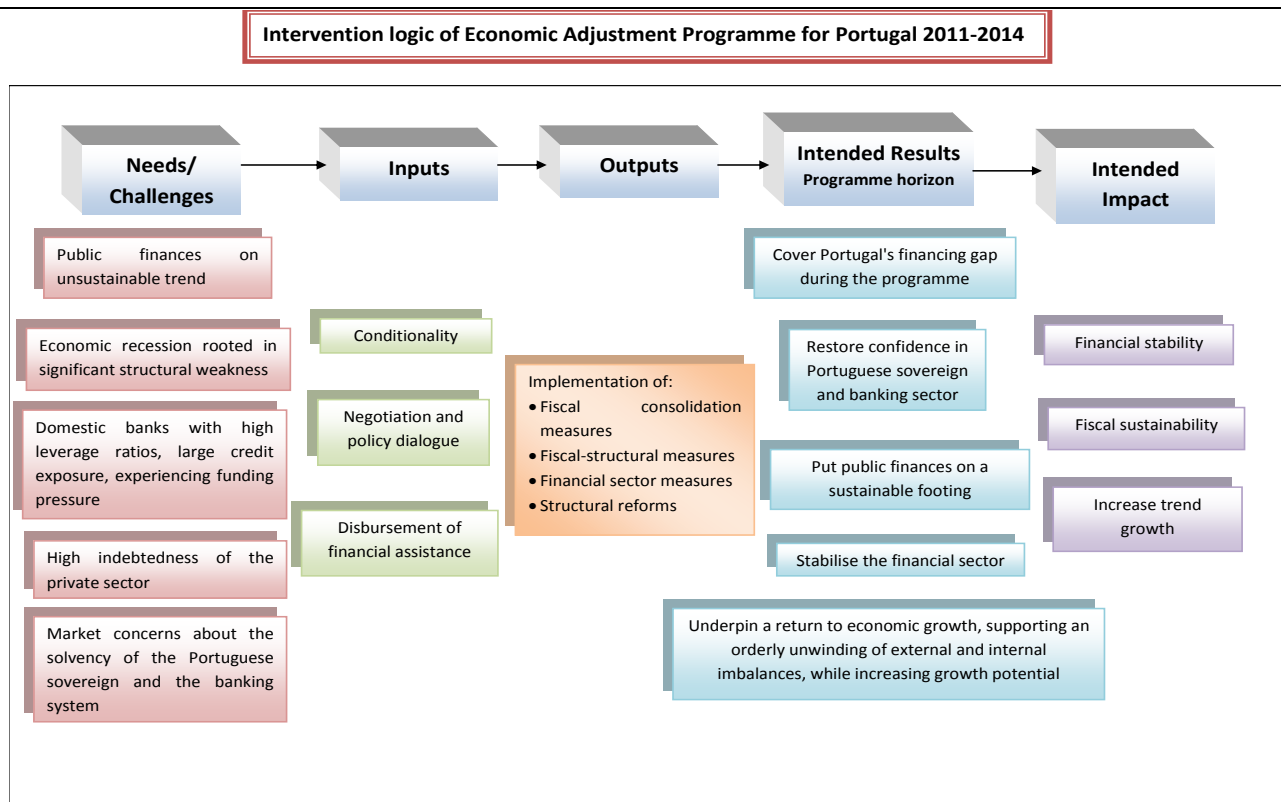 Intervention logic of Economic Adjustment Programme for Portugal 2011-2014
Needs/
Challenges
Inputs
Outputs
Intended Results
Programme horizon
Intended
Impact
Public finances on
unsustainable trend
Economic recession rooted in
significant structural weakness
Domestic banks with high
leverage ratios, large credit
exposure, experiencing funding
pressure
High indebtedness of the
private sector
Market concerns about the
solvency of the Portuguese
sovereign and the banking
system
Conditionality
Negotiation and
policy dialogue
Disbursement of
financial assistance
Implementation of:
• Fiscal consolidation
measures
• Fiscal-structural measures
• Financial sector measures
• Structural reforms
Cover Portugal's financing gap
during the programme
Restore confidence in
Portuguese sovereign
and banking sector
Put public finances on a
sustainable footing
Stabilise the financial sector
Underpin a return to economic growth, supporting an
orderly unwinding of external and internal
imbalances, while increasing growth potential
Financial stability
Fiscal sustainability
Increase trend
growth